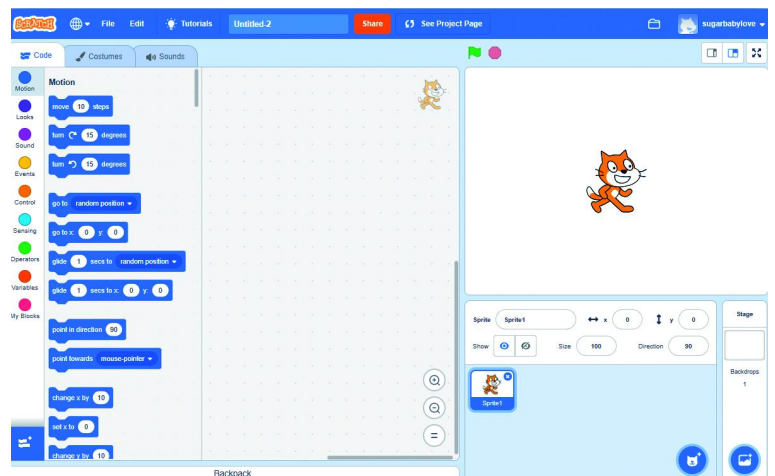 SCRATCH File Edit Tutorials Untitled-2 Share See Project Page sugarbabylove
Code Costumes Sounds
Motion
Looks
Sound
Events
Control
Sensing
Operators
Variables
My Blocks
Motion
move 10 steps
turn 15 degrees
turn 15 degrees
go to random position
go to x: 0 y: 0
glide 1 secs to random position
glide 1 secs to x: 0 y: 0
point in direction 90
point towards mouse-pointer
change x by 10
set x to 0
change y by 10
Backpack
Sprite Sprite1 x 0 y 0
Show Size 100 Direction 90
Sprite1
Stage
Backdrops
1